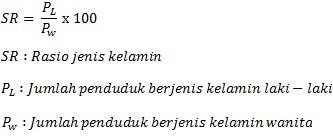 SR = P_L / P_w x 100
SR : Rasio jenis kelamin
P_L : Jumlah penduduk berjenis kelamin laki − laki
P_w : Jumlah penduduk berjenis kelamin wanita